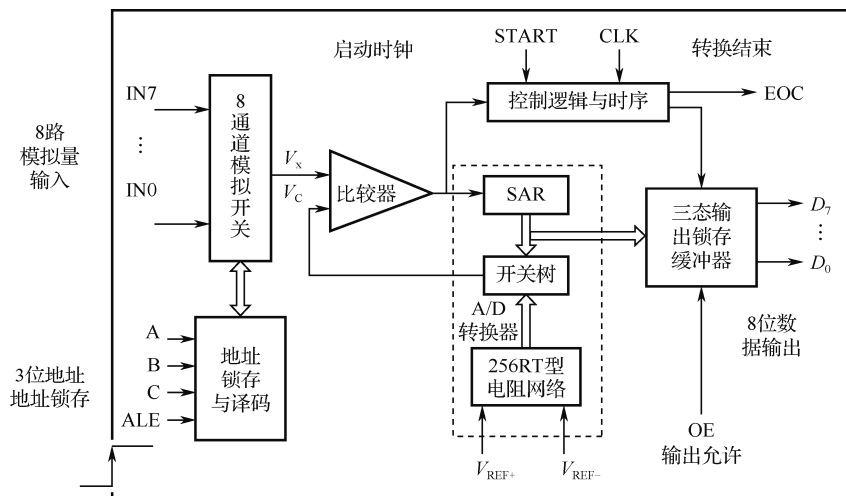 启动时钟
START
CLK
转换结束
EOC
控制逻辑与时序
IN7
⋮
IN0
8路
模拟量
输入
8
通
道
模
拟
开
关
Vx
VC
比较器
SAR
开关树
A/D
转换器
256RT型
电阻网络
VREF+
VREF−
三态输
出锁存
缓冲器
D7
⋮
D0
8位数
据输出
OE
输出允许
3位地址
地址锁存
A
B
C
ALE
地址
锁存
与译码